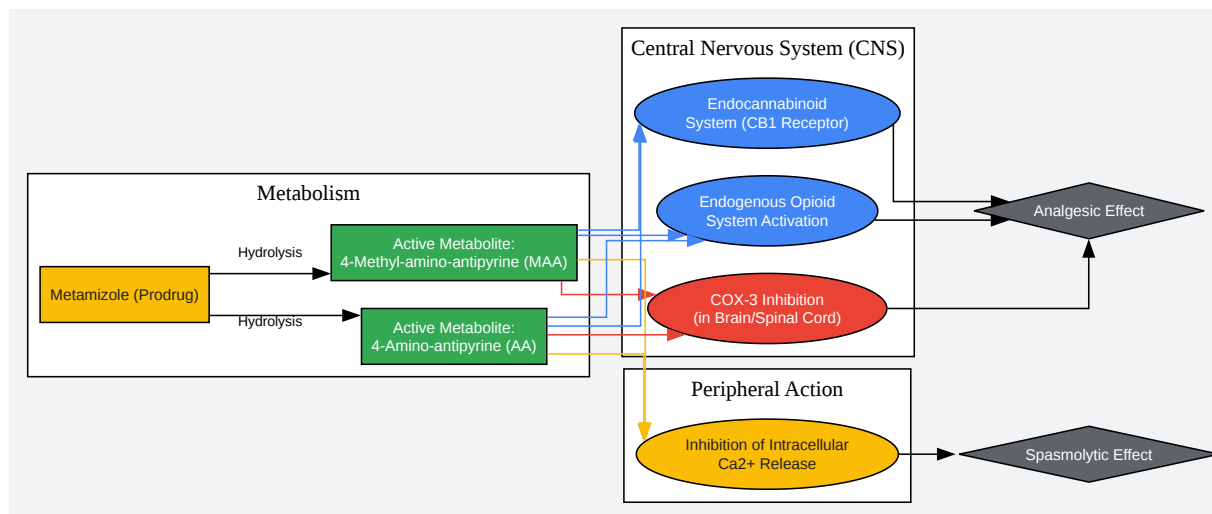 Metabolism
Metamizole (Prodrug)
Hydrolysis
Hydrolysis
Active Metabolite:
4-Methyl-amino-antipyrine (MAA)
Active Metabolite:
4-Amino-antipyrine (AA)
Central Nervous System (CNS)
Endocannabinoid
System (CB1 Receptor)
Endogenous Opioid
System Activation
COX-3 Inhibition
(in Brain/Spinal Cord)
Analgesic Effect
Peripheral Action
Inhibition of Intracellular
Ca2+ Release
Spasmolytic Effect